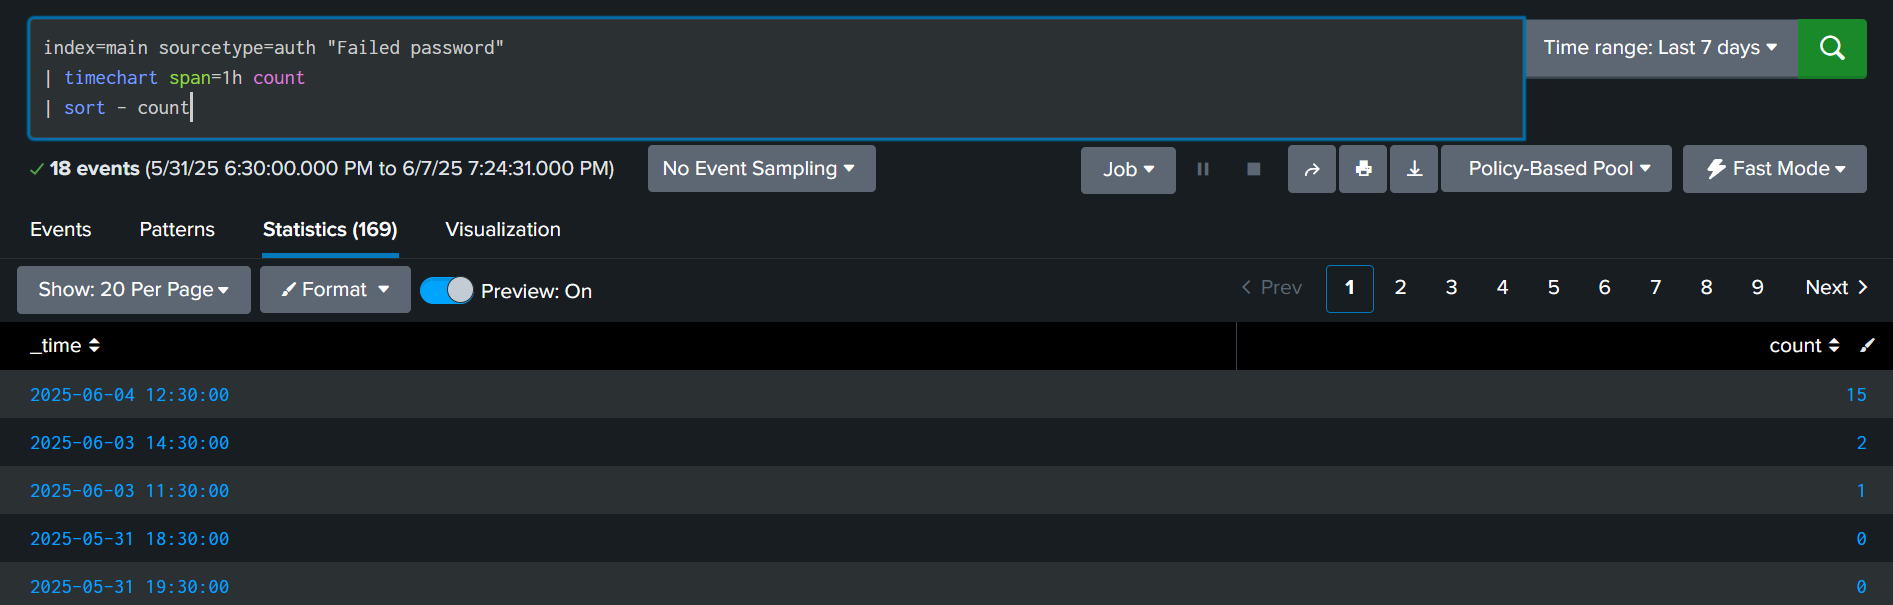 index=main sourcetype=auth "Failed password"
| timechart span=1h count
| sort - count
Time range: Last 7 days
18 events (5/31/25 6:30:00.000 PM to 6/7/25 7:24:31.000 PM)
No Event Sampling
Job
Policy-Based Pool
Fast Mode
Events Patterns Statistics (169) Visualization
Show: 20 Per Page
Format
Preview: On
Prev 1 2 3 4 5 6 7 8 9 Next
_time count
2025-06-04 12:30:00 15
2025-06-03 14:30:00 2
2025-06-03 11:30:00 1
2025-05-31 18:30:00 0
2025-05-31 19:30:00 0